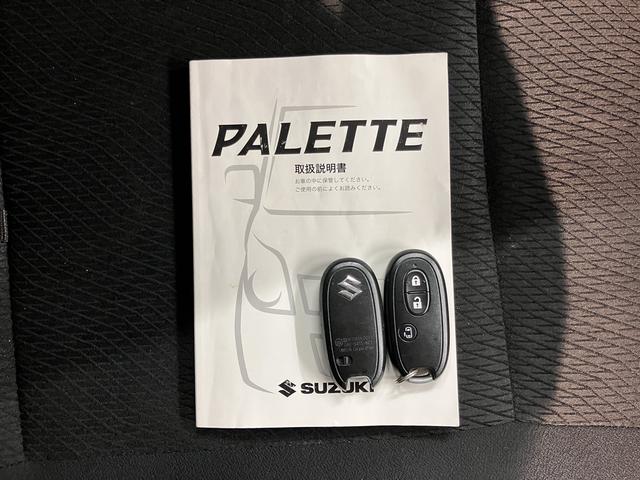 PALETTE
取扱説明書
お車の中に保管してください。
ご使用の前によくお読みください。
SUZUKI